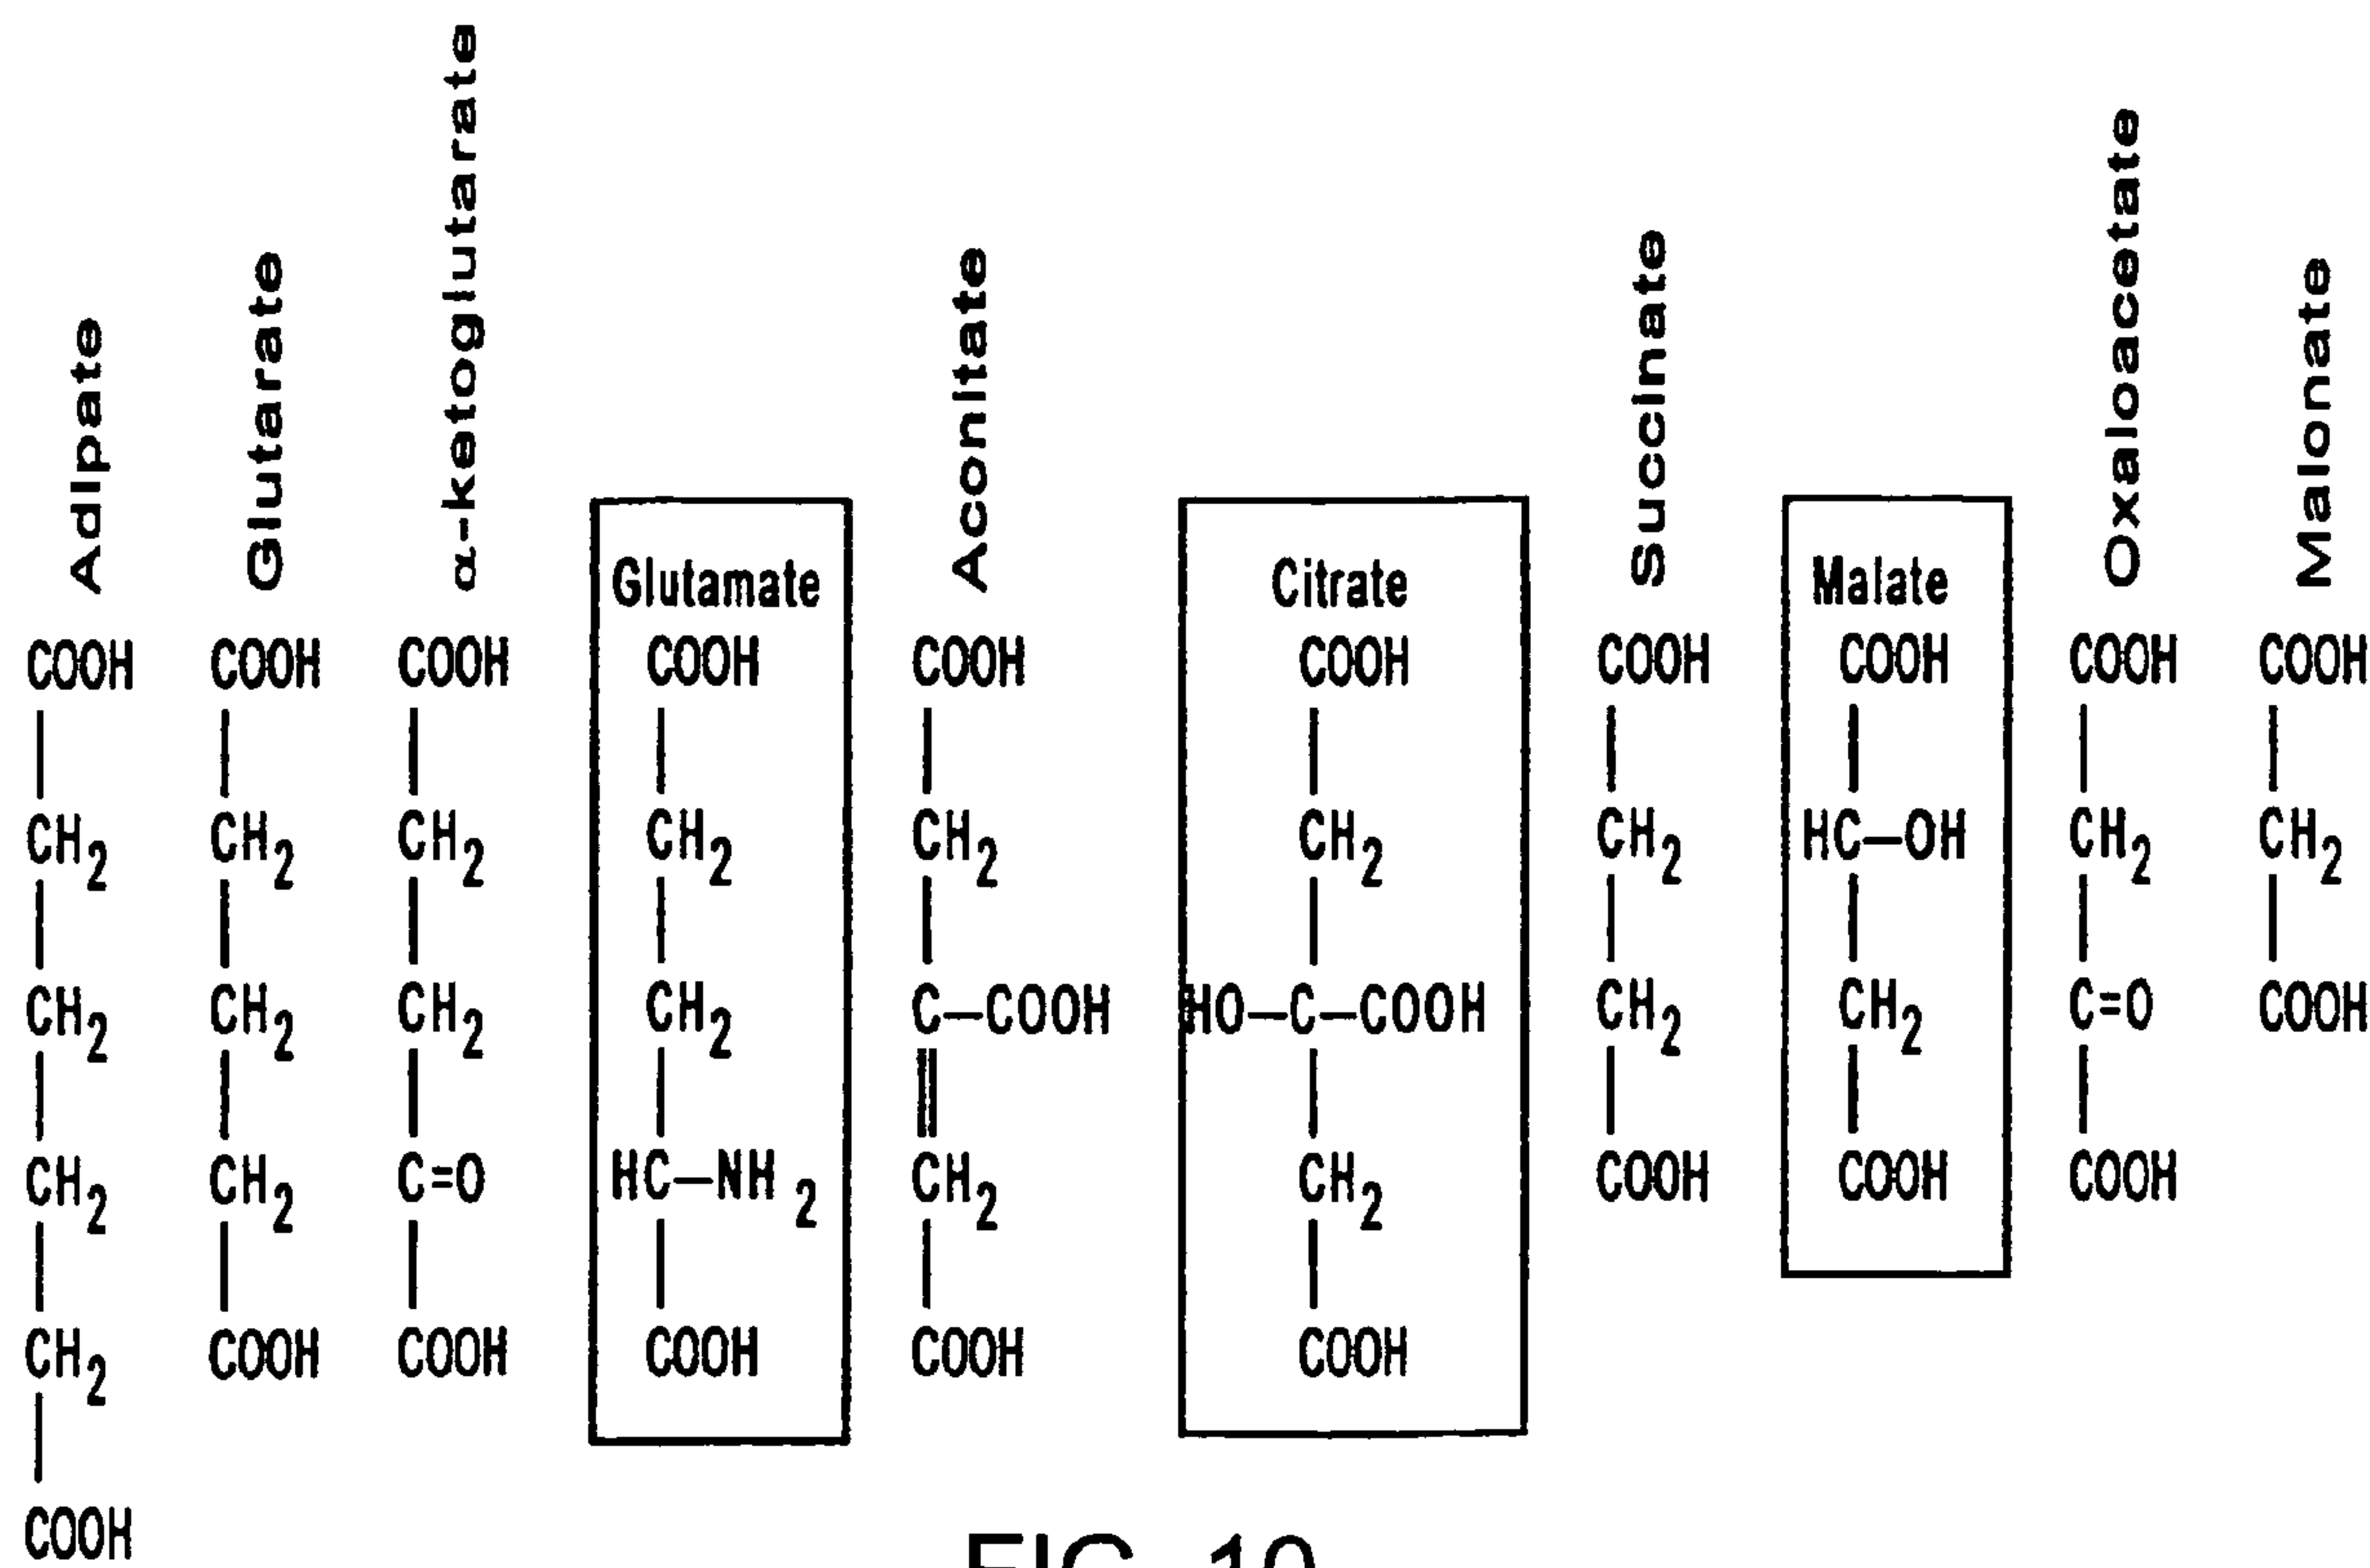 Adipate
COOH
CH2
CH2
CH2
CH2
COOH
Glutarate
COOH
CH2
CH2
CH2
COOH
α-ketoglutarate
COOH
CH2
CH2
C=O
COOH
Glutamate
COOH
CH2
CH2
HC—NH2
COOH
Aconitate
COOH
CH2
C—COOH
CH2
COOH
Citrate
COOH
CH2
HO—C—COOH
CH2
COOH
Succinate
COOH
CH2
CH2
COOH
Malate
COOH
HC—OH
CH2
COOH
Oxaloacetate
COOH
CH2
C=O
COOH
Malonate
COOH
CH2
COOH
FIG. 10